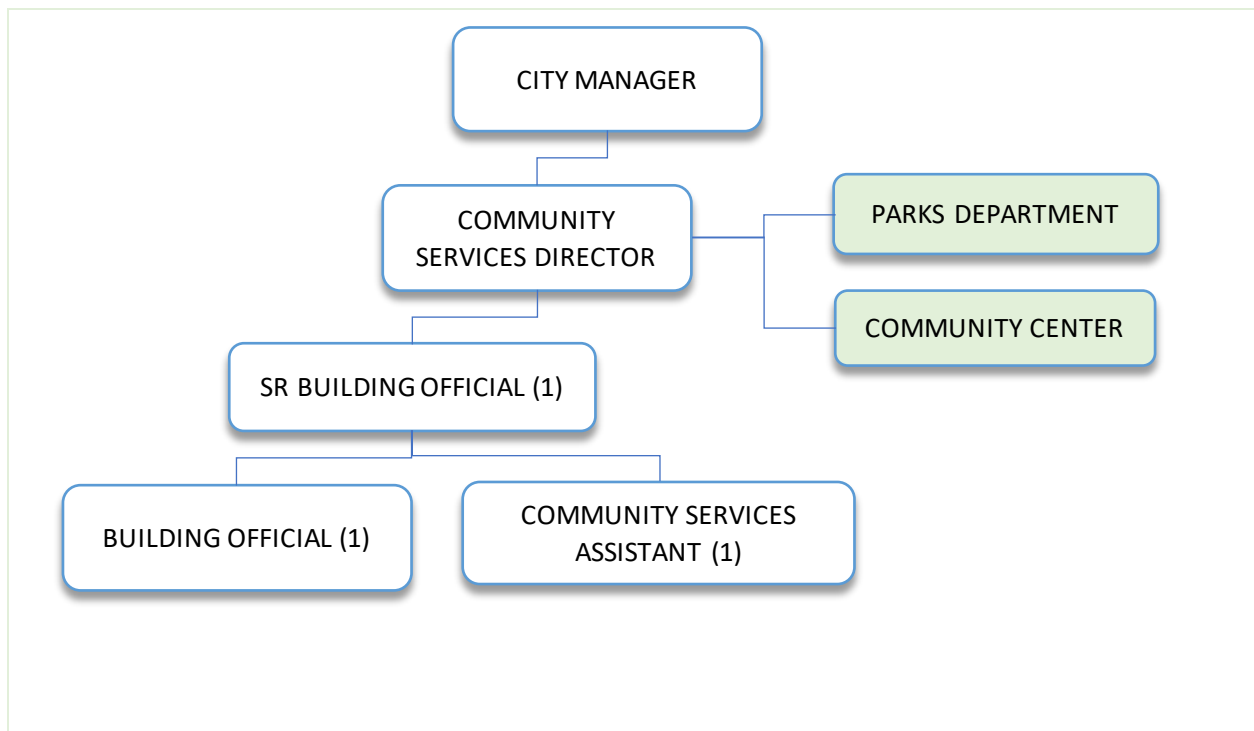 CITY MANAGER
COMMUNITY
SERVICES DIRECTOR
PARKS DEPARTMENT
COMMUNITY CENTER
SR BUILDING OFFICIAL (1)
BUILDING OFFICIAL (1)
COMMUNITY SERVICES
ASSISTANT (1)